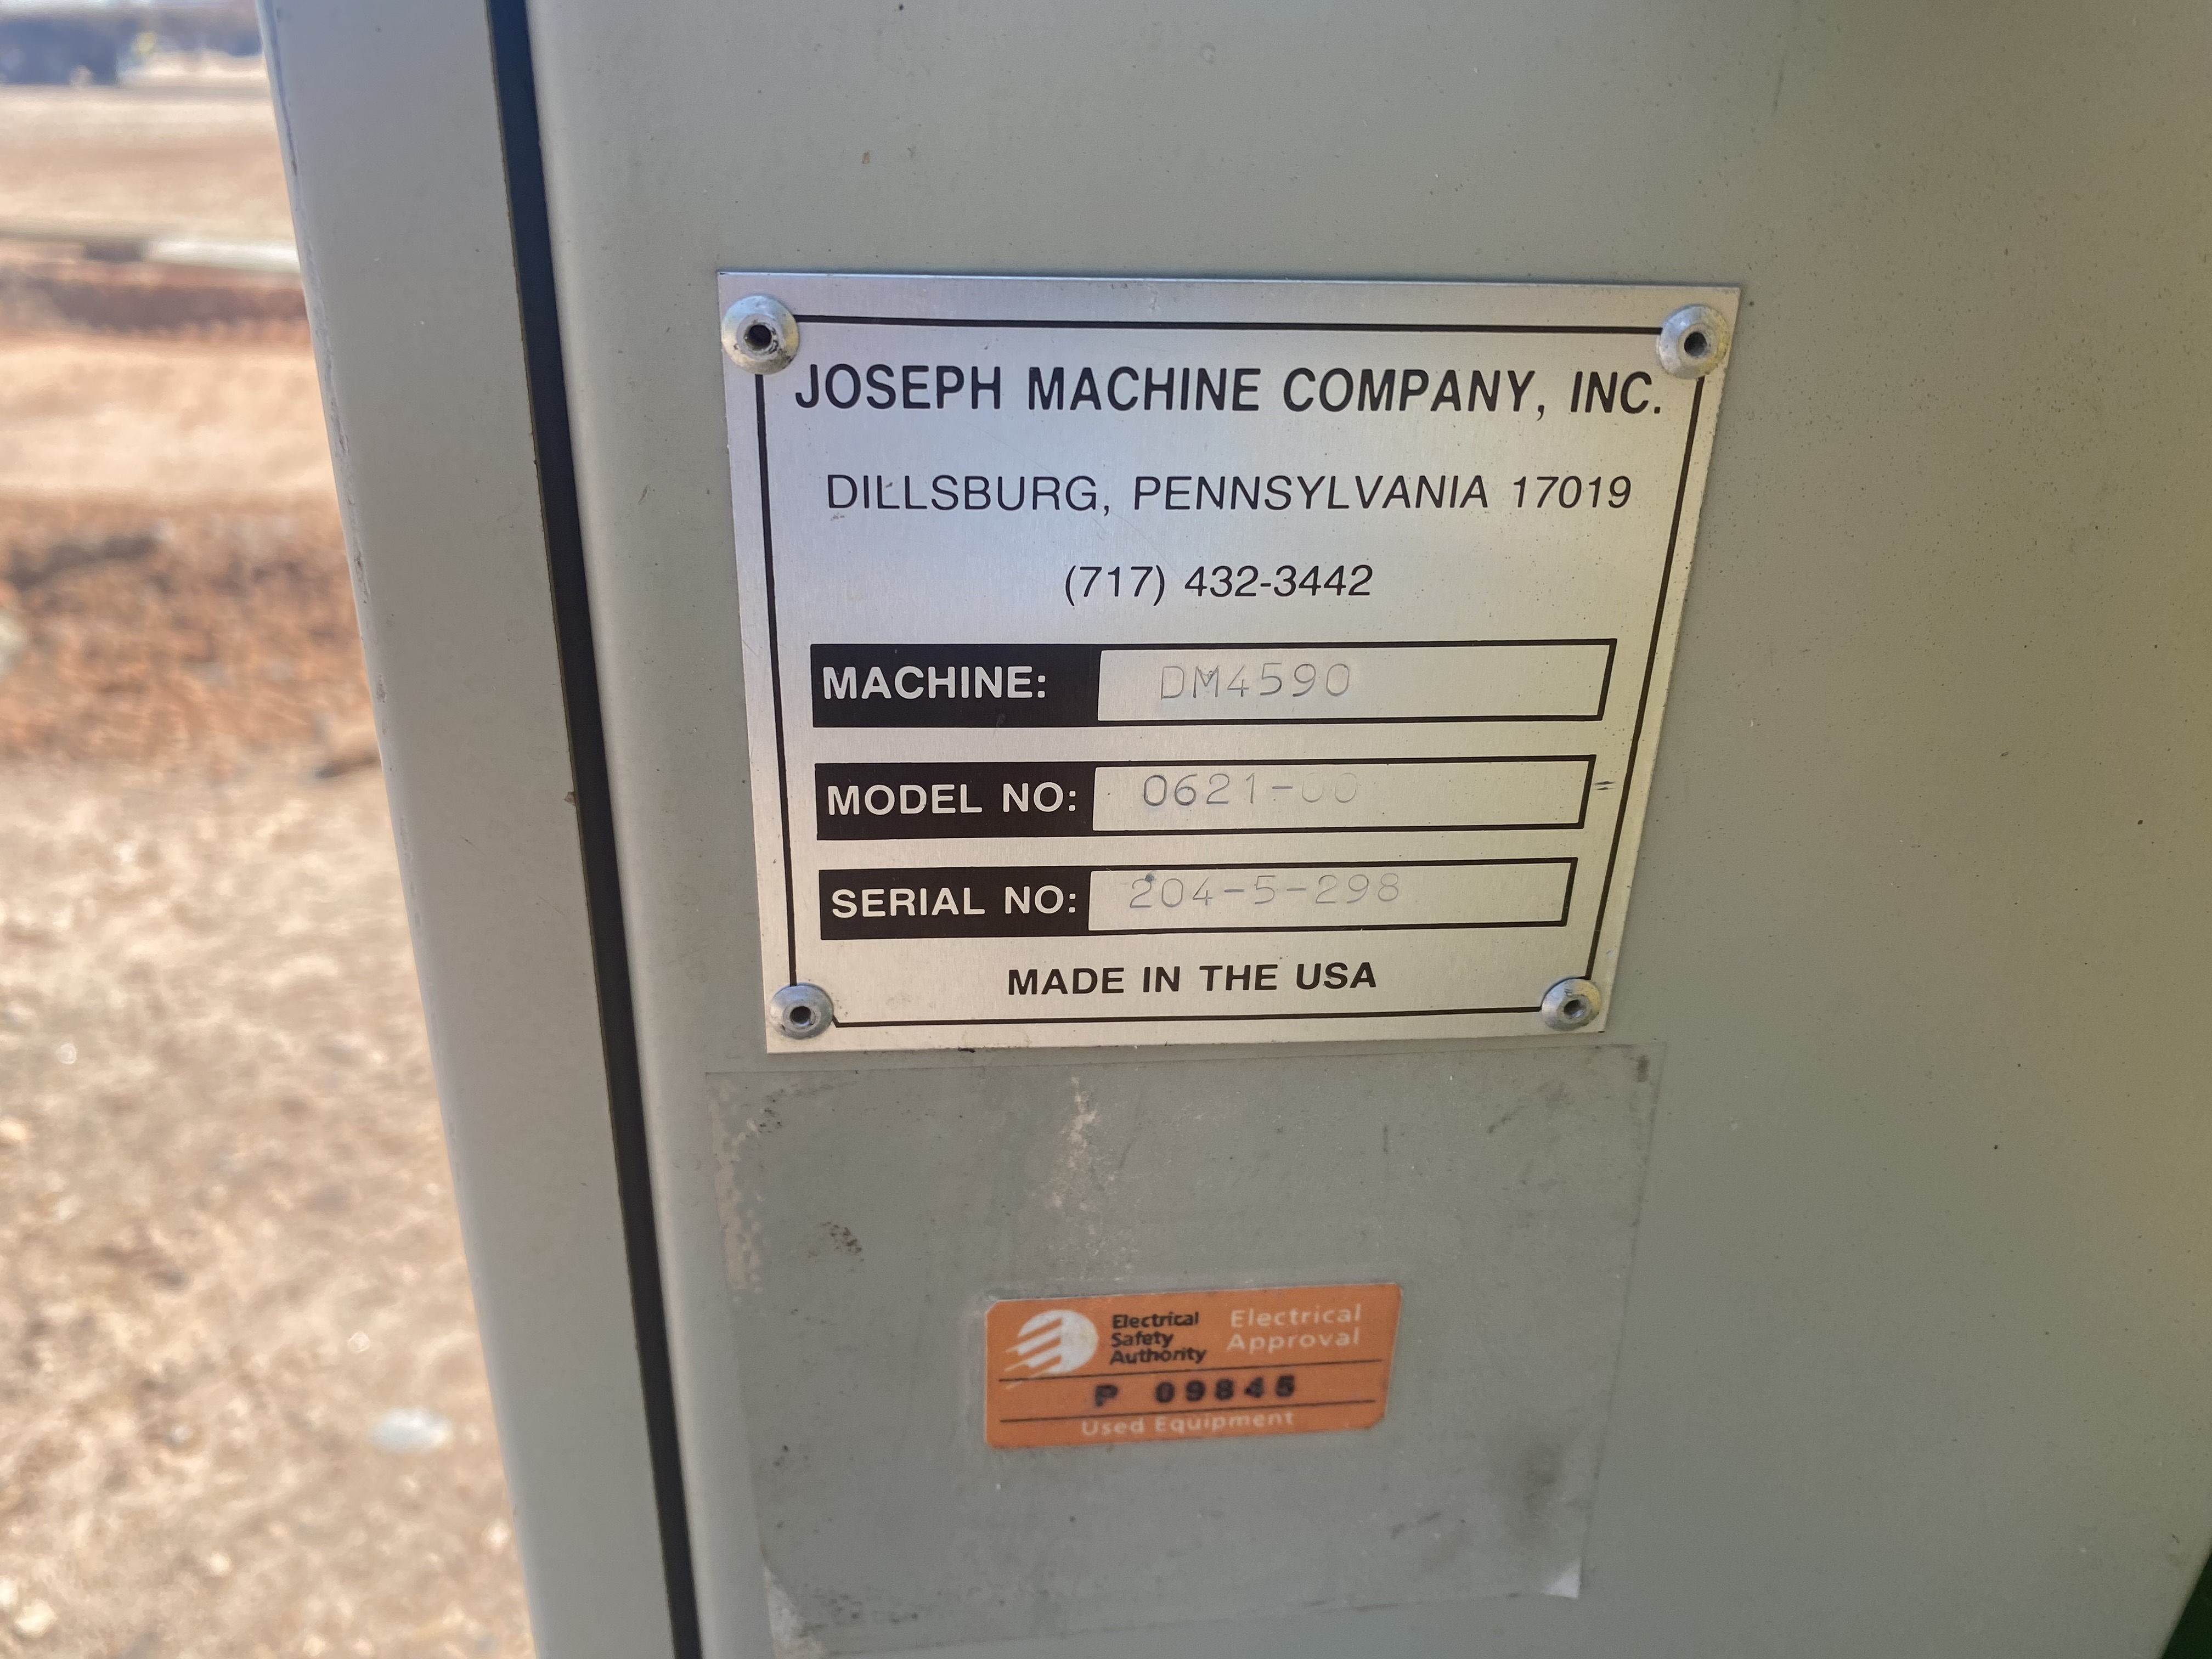 JOSEPH MACHINE COMPANY, INC.
DILLSBURG, PENNSYLVANIA 17019
(717) 432-3442
MACHINE: DM4590
MODEL NO: 0621-00
SERIAL NO: 204-5-298
MADE IN THE USA
Electrical Safety Authority
Electrical Approval
P 09845
Used Equipment